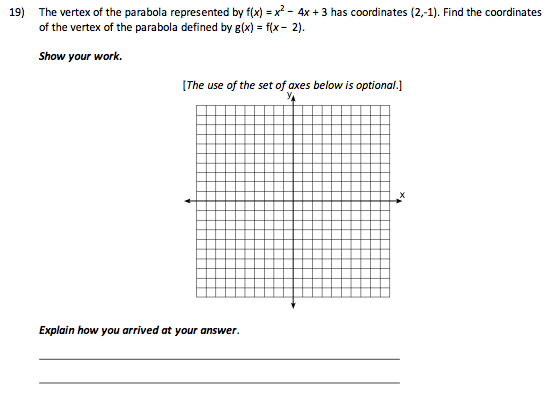 19) The vertex of the parabola represented by f(x) = x² – 4x + 3 has coordinates (2,-1). Find the coordinates
of the vertex of the parabola defined by g(x) = f(x – 2).
Show your work.
[The use of the set of axes below is optional.]
y
x
Explain how you arrived at your answer.